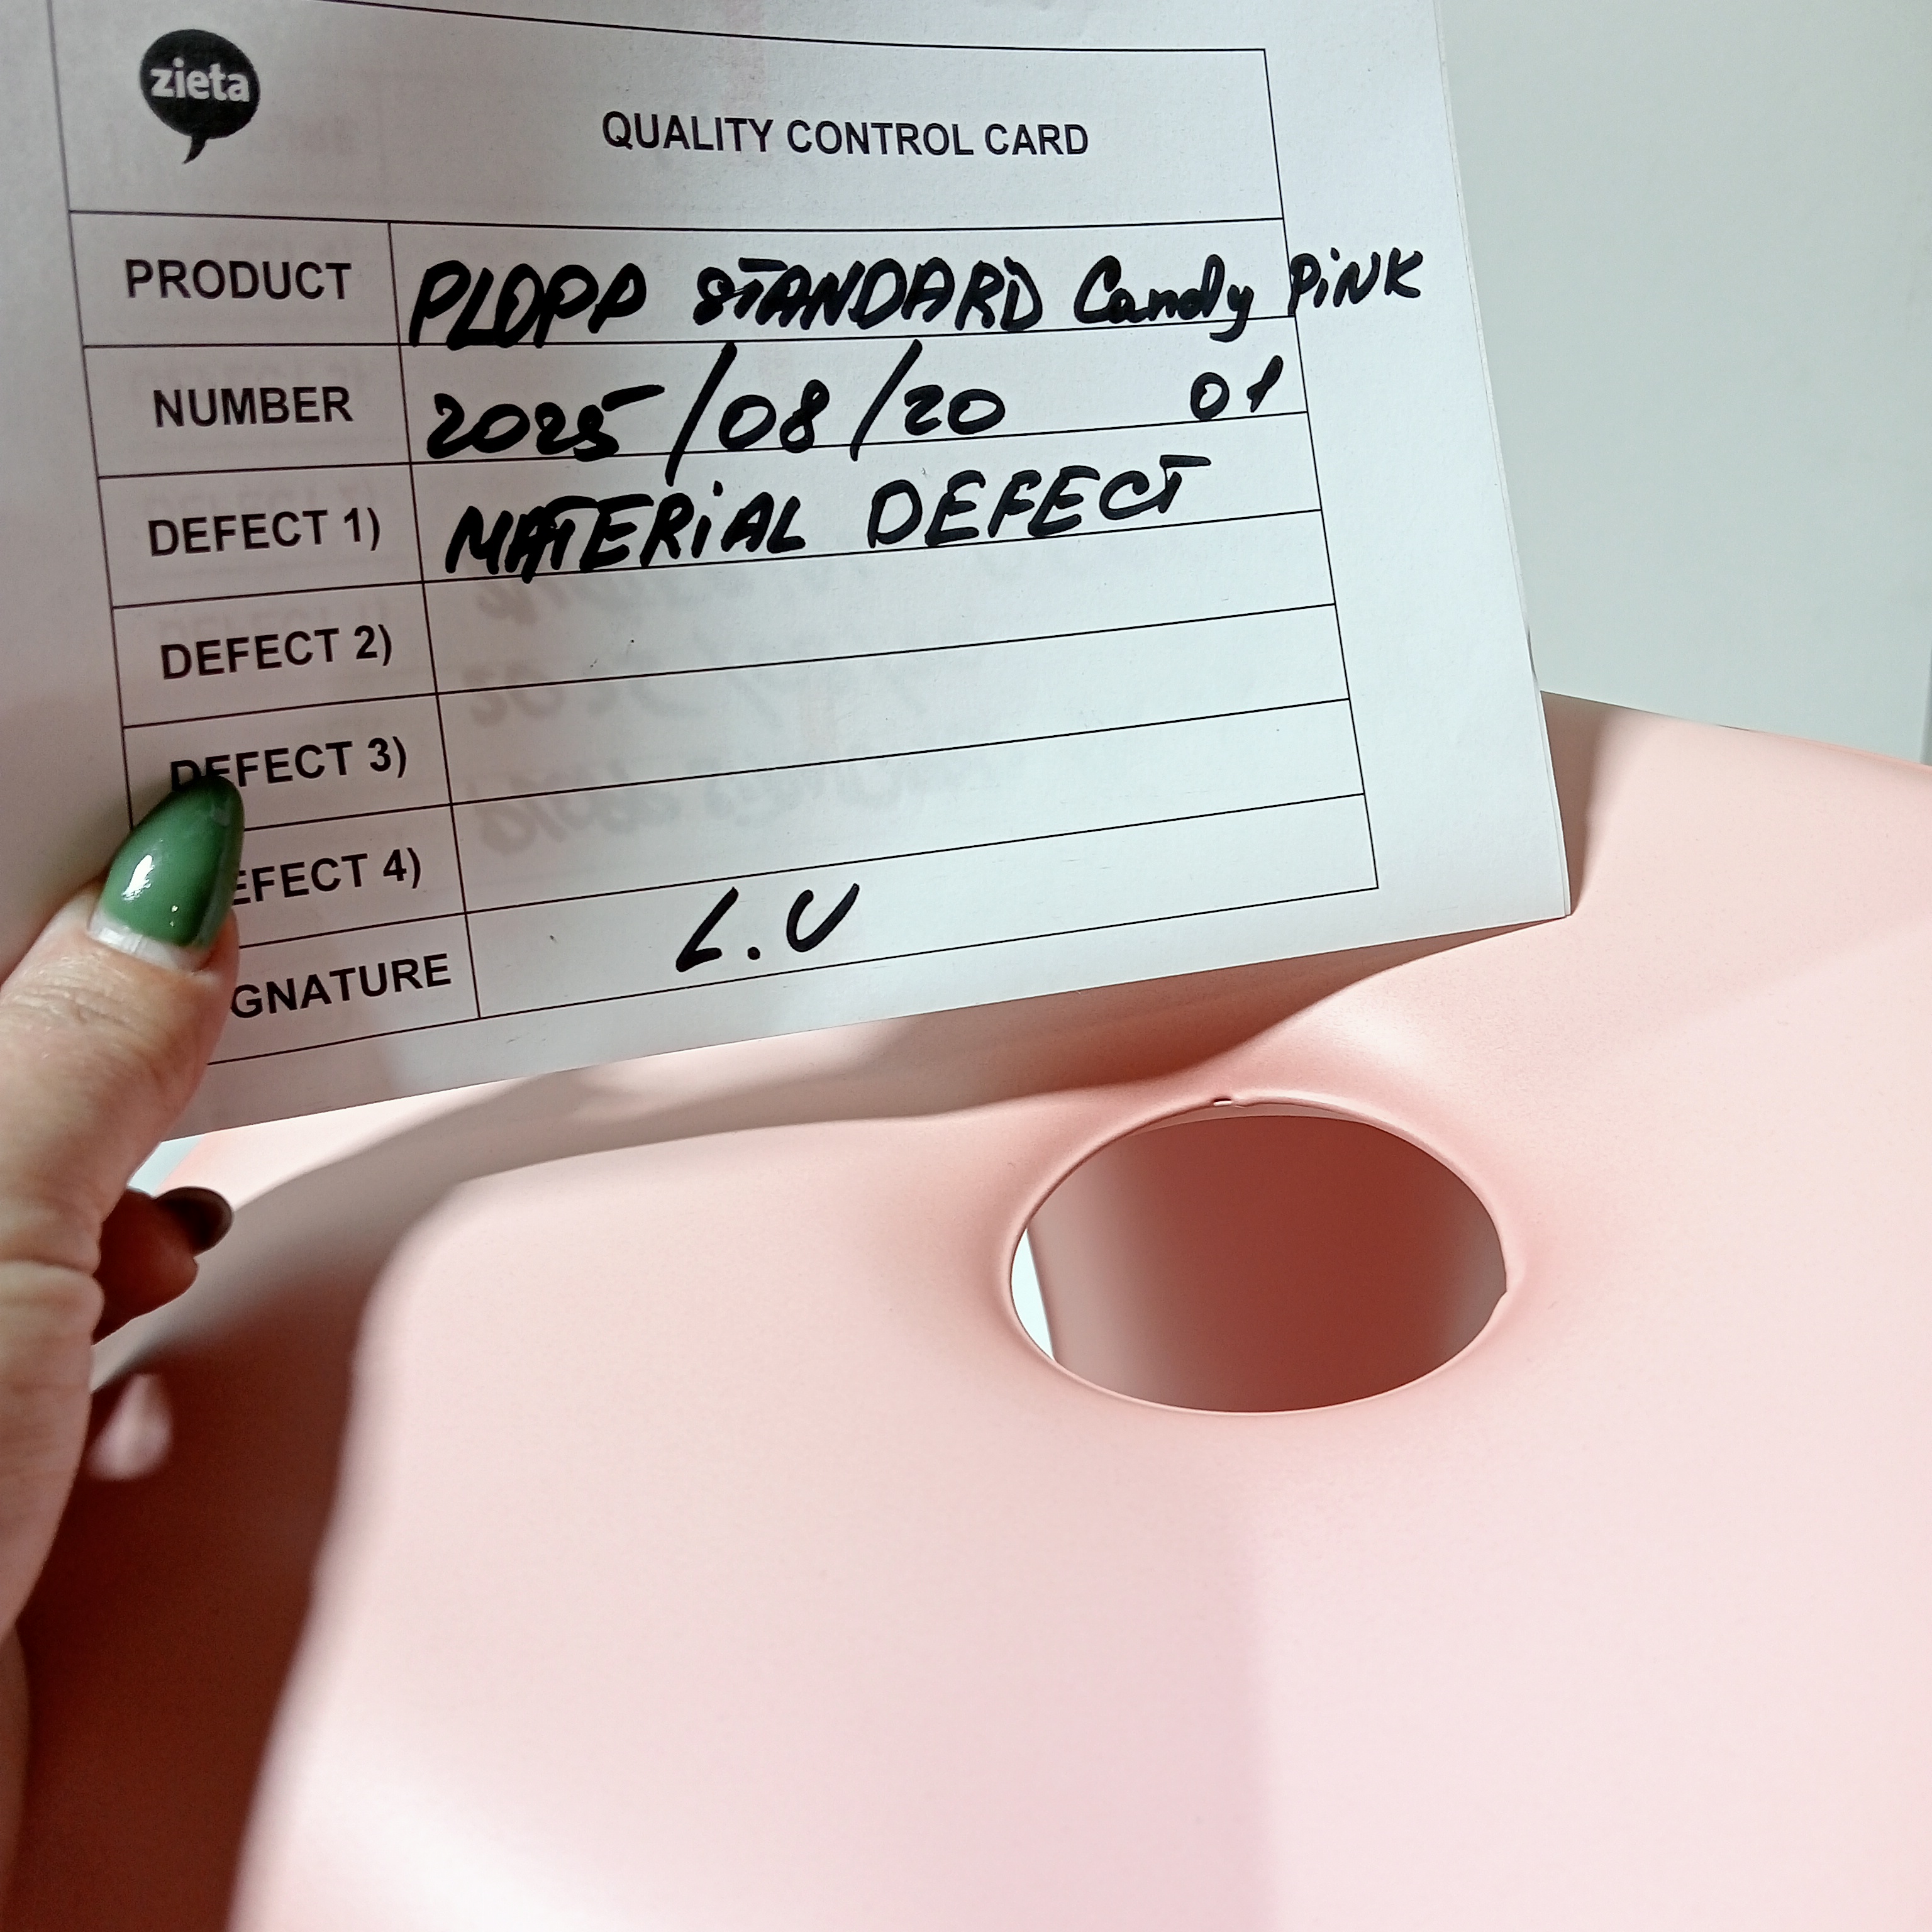 zieta
QUALITY CONTROL CARD
PRODUCT PLOPP STANDARD Candy PiNK
NUMBER 2025/08/20 01
DEFECT 1) MATERiAL DEFECT
DEFECT 2)
DEFECT 3)
EFECT 4)
GNATURE L.U